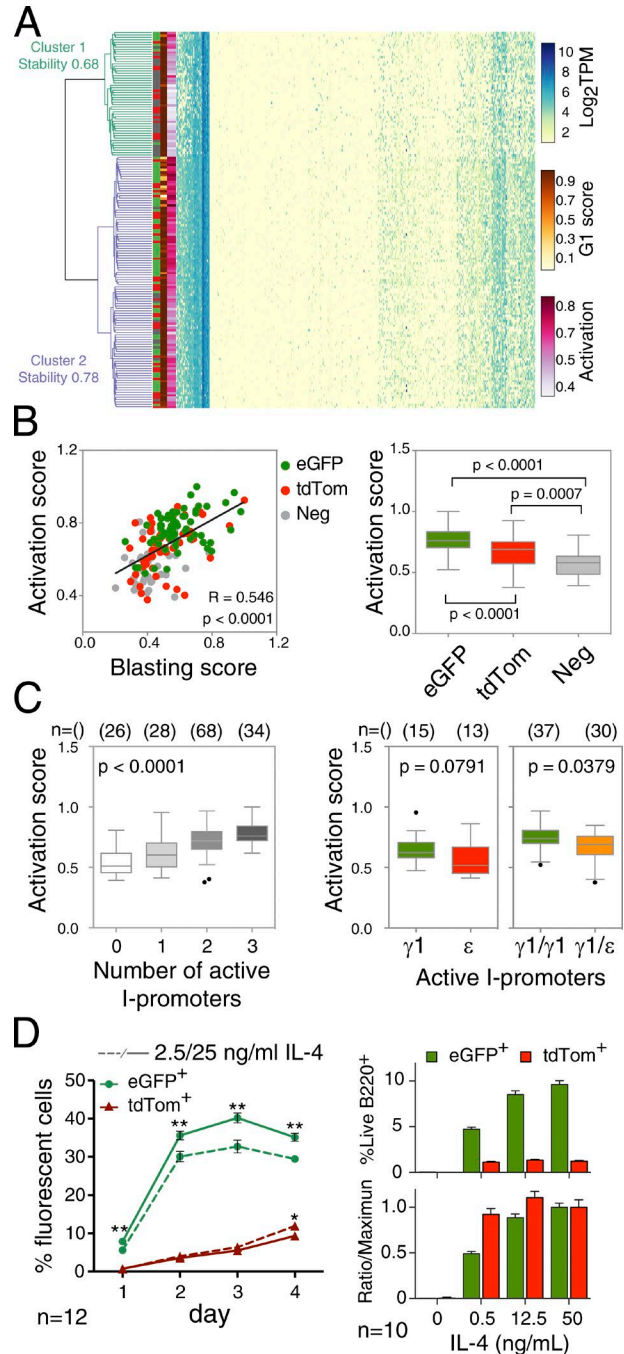 A
Cluster 1
Stability 0.68
Cluster 2
Stability 0.78
10
8
6
4
2
Log2TPM
0.9
0.7
0.5
0.3
0.1
G1 score
0.8
0.7
0.6
0.5
0.4
Activation
B
1.2
0.8
0.4
0.0 0.4 0.8 1.2
Activation score
Blasting score
R = 0.546
p < 0.0001
eGFP
tdTom
Neg
1.5
1.0
0.5
0.0
Activation score
p < 0.0001
p = 0.0007
p < 0.0001
eGFP tdTom Neg
C
n=() (26) (28) (68) (34)
1.5
1.0
0.5
0.0
Activation score
p < 0.0001
0 1 2 3
Number of active
I-promoters
n=() (15) (13) (37) (30)
1.5
1.0
0.5
0.0
Activation score
p = 0.0791 p = 0.0379
γ1 ε γ1/γ1 γ1/ε
Active I-promoters
D
2.5/25 ng/ml IL-4
eGFP+
tdTom+
50
40
30
20
10
0
% fluorescent cells
** ** ** ** *
1 2 3 4
day
n=12
eGFP+ tdTom+
10
5
0
%Live B220+
1.0
0.5
0
Ratio/Maximun
0 0.5 12.5 50
IL-4 (ng/mL)
n=10